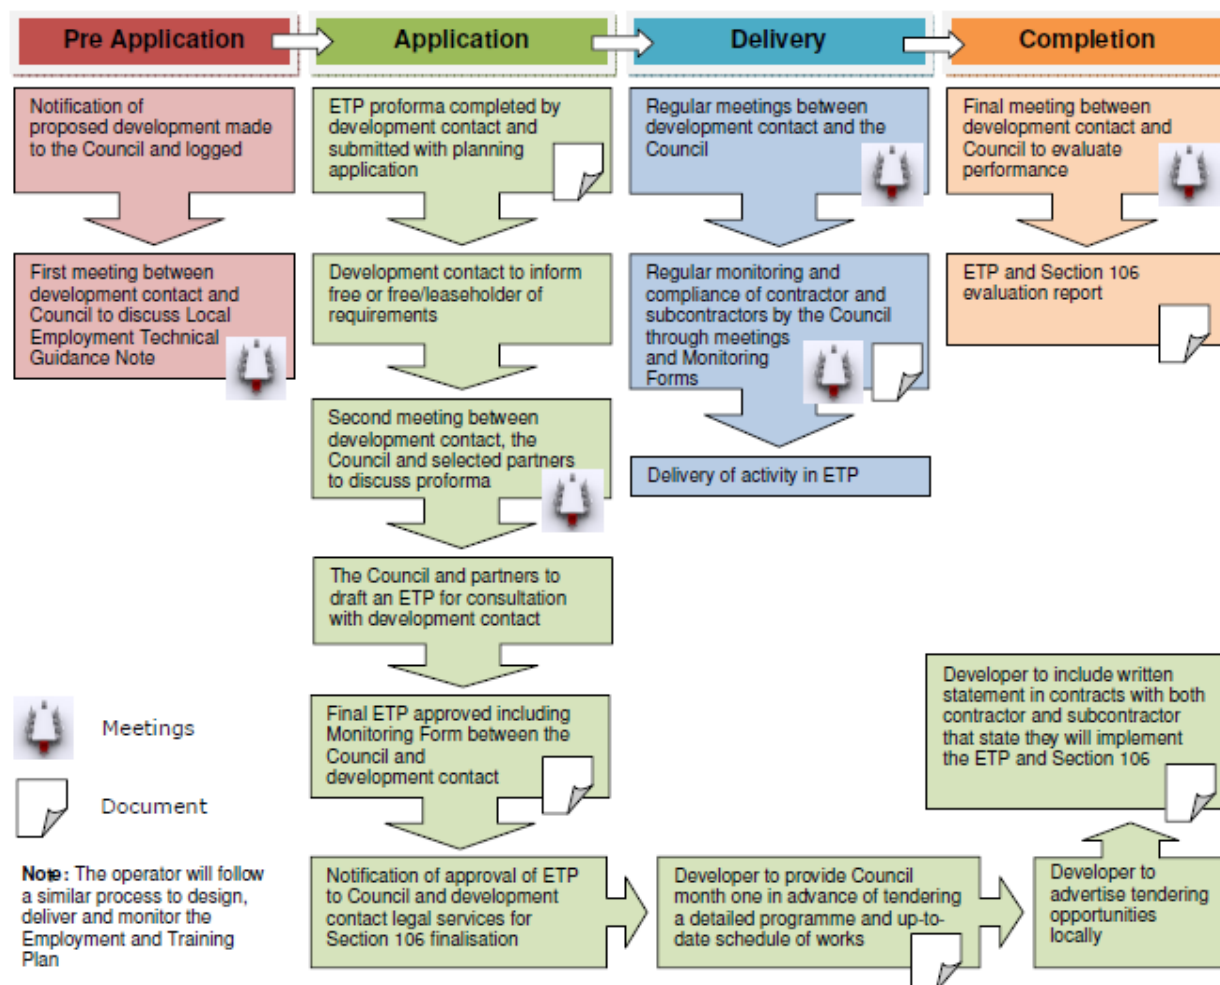 Pre Application
Application
Delivery
Completion
Notification of
proposed development made
to the Council and logged
First meeting between
development contact and
Council to discuss Local
Employment Technical
Guidance Note
ETP proforma completed by
development contact and
submitted with planning
application
Development contact to inform
free or free/leaseholder of
requirements
Second meeting between
development contact, the
Council and selected partners
to discuss proforma
The Council and partners to
draft an ETP for consultation
with development contact
Final ETP approved including
Monitoring Form between the
Council and
development contact
Notification of approval of ETP
to Council and development
contact legal services for
Section 106 finalisation
Developer to provide Council
month one in advance of tendering
a detailed programme and up-to-
date schedule of works
Developer to
advertise tendering
opportunities
locally
Developer to include written
statement in contracts with both
contractor and subcontractor
that state they will implement
the ETP and Section 106
Regular meetings between
development contact and the
Council
Regular monitoring and
compliance of contractor and
subcontractors by the Council
through meetings
and Monitoring
Forms
Delivery of activity in ETP
Final meeting between
development contact and
Council to evaluate
performance
ETP and Section 106
evaluation report
Meetings
Document
Note: The operator will follow
a similar process to design,
deliver and monitor the
Employment and Training
Plan